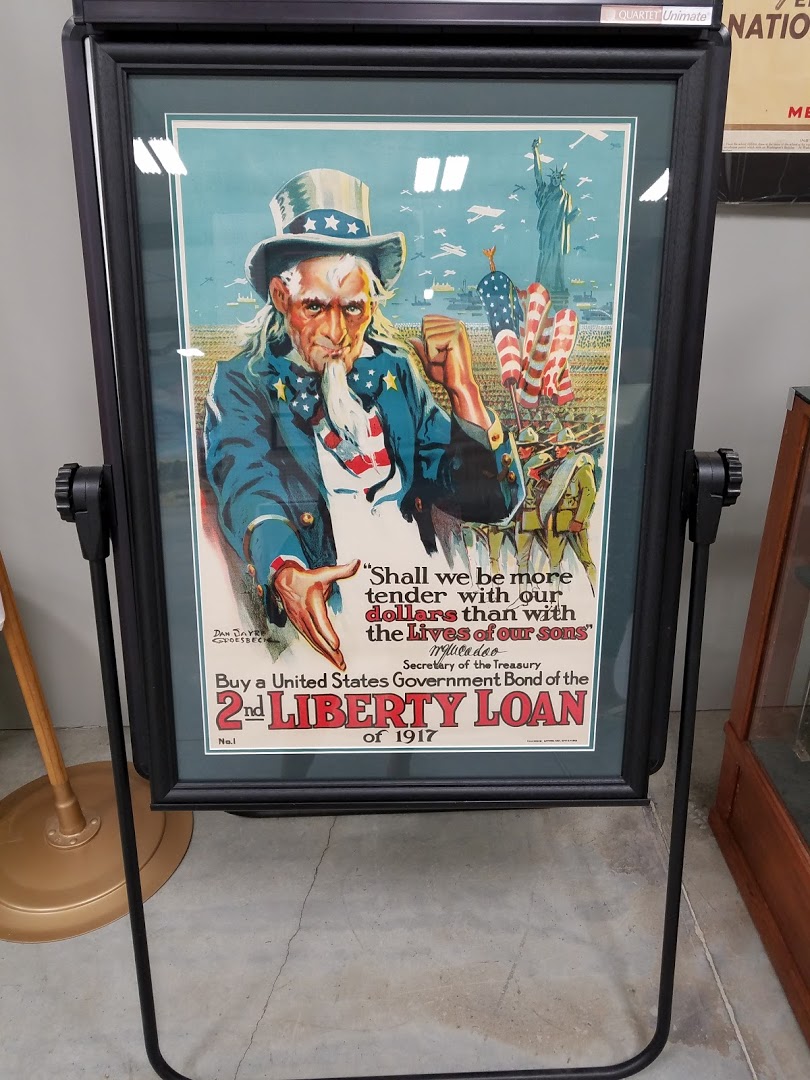 QUARTET Unimate®
NATIO
ME
"Shall we be more
tender with our
dollars than with
the Lives of our sons"
W G McAdoo
Secretary of the Treasury
DAN SAYRE
GROESBECK
Buy a United States Government Bond of the
2nd LIBERTY LOAN
of 1917
No.1